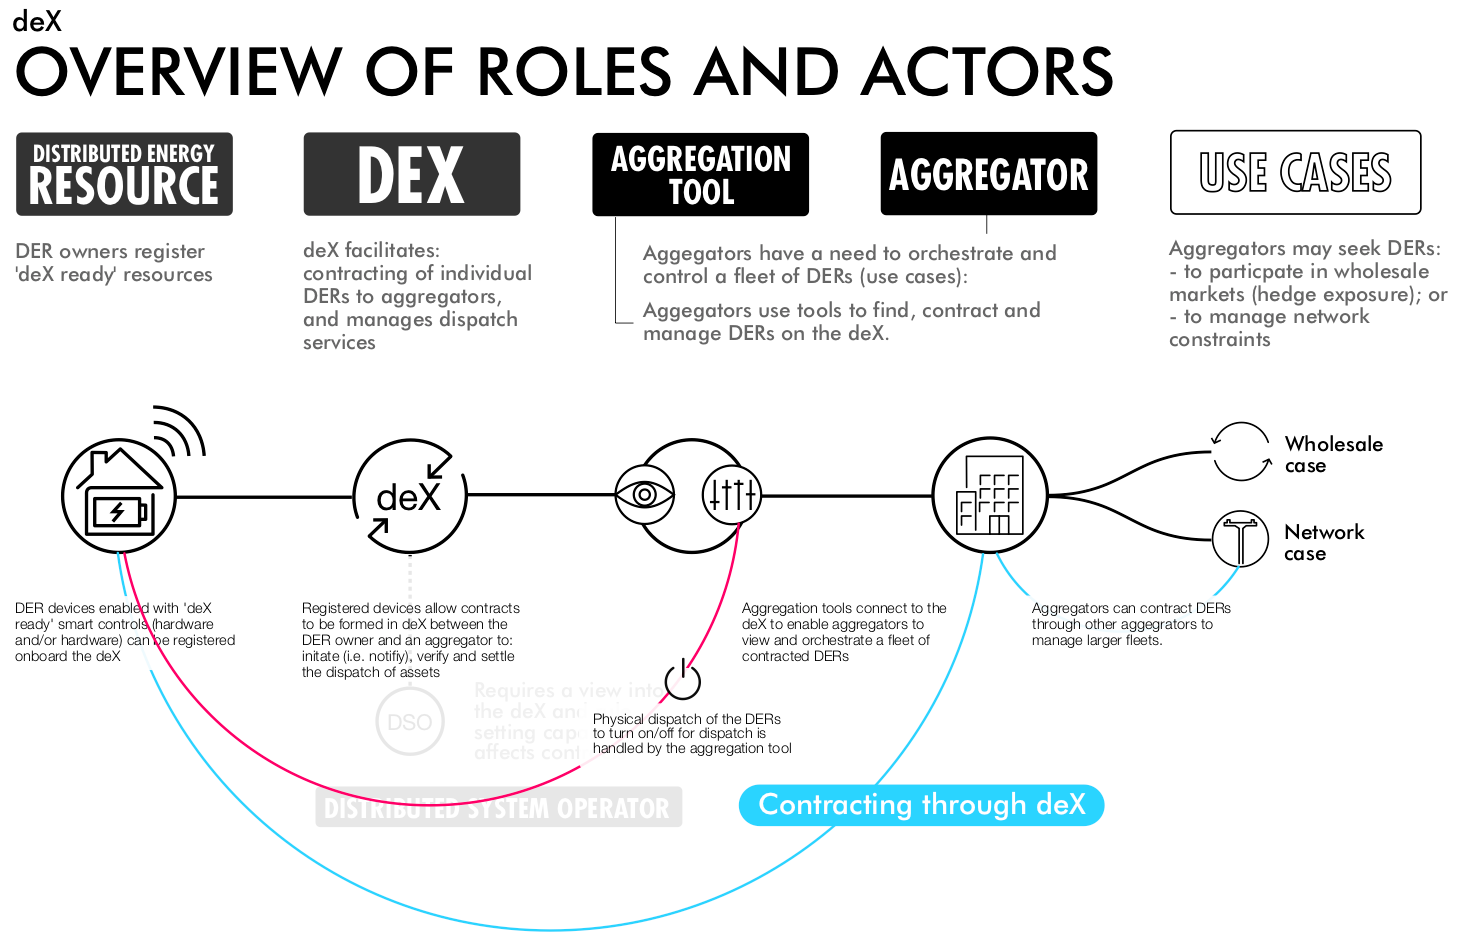 deX
OVERVIEW OF ROLES AND ACTORS
DISTRIBUTED ENERGY
RESOURCE
DER owners register
'deX ready' resources
DEX
deX facilitates:
contracting of individual
DERs to aggregators,
and manages dispatch
services
AGGREGATION
TOOL
AGGREGATOR
Aggegators have a need to orchestrate and
control a fleet of DERs (use cases):
Aggegators use tools to find, contract and
manage DERs on the deX.
USE CASES
Aggregators may seek DERs:
- to particpate in wholesale
markets (hedge exposure); or
- to manage network
constraints
deX
Wholesale
case
Network
case
DER devices enabled with 'deX
ready' smart controls (hardware
and/or hardware) can be registered
onboard the deX
Registered devices allow contracts
to be formed in deX between the
DER owner and an aggregator to:
initate (i.e. notifiy), verify and settle
the dispatch of assets
Aggregation tools connect to the
deX to enable aggregators to
view and orchestrate a fleet of
contracted DERs
Aggregators can contract DERs
through other aggegrators to
manage larger fleets.
DSO
Requires a view into
the deX an
setting cap
affects cont
Physical dispatch of the DERs
to turn on/off for dispatch is
handled by the aggregation tool
DISTRIBUTED SYSTEM OPERATOR
Contracting through deX